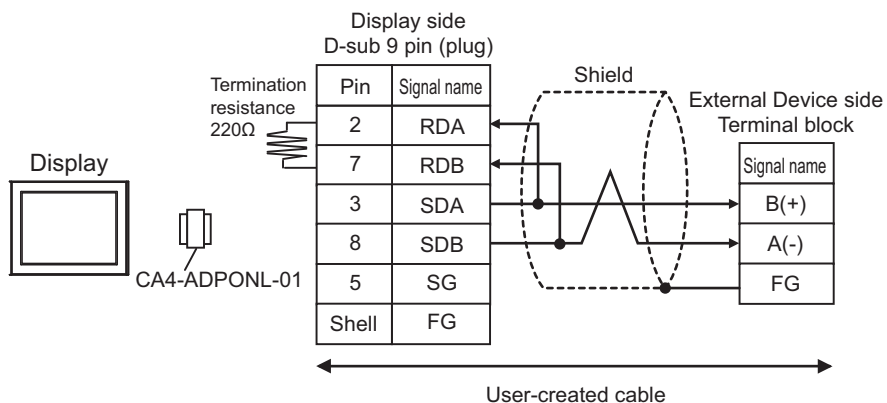 Display side
D-sub 9 pin (plug)
Termination
resistance
220Ω
Pin
Signal name
2
RDA
7
RDB
3
SDA
8
SDB
5
SG
Shell
FG
Shield
External Device side
Terminal block
Signal name
B(+)
A(-)
FG
Display
CA4-ADPONL-01
User-created cable